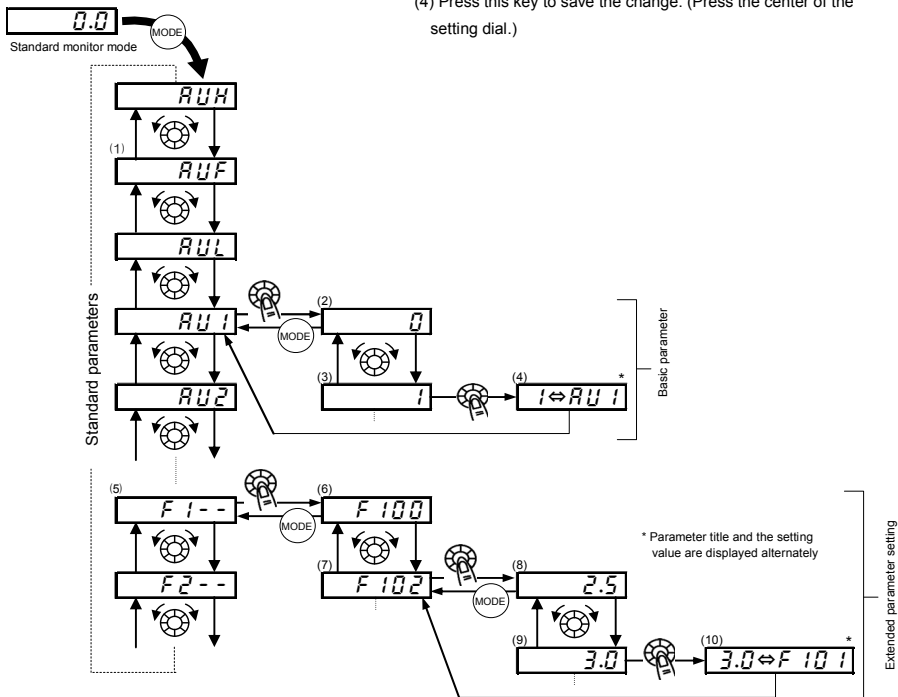 (4) Press this key to save the change. (Press the center of the
setting dial.)
0.0
MODE
Standard monitor mode
AUH
(1)
AUF
AUL
Standard parameters
AU1
MODE
(2)
0
(3)
1
(4)
*
1⇔AU1
Basic parameter
AU2
(5)
F1--
MODE
(6)
F100
* Parameter title and the setting
value are displayed alternately
(7)
F102
MODE
(8)
2.5
F2--
(9)
3.0
(10)
*
3.0⇔F101
Extended parameter setting